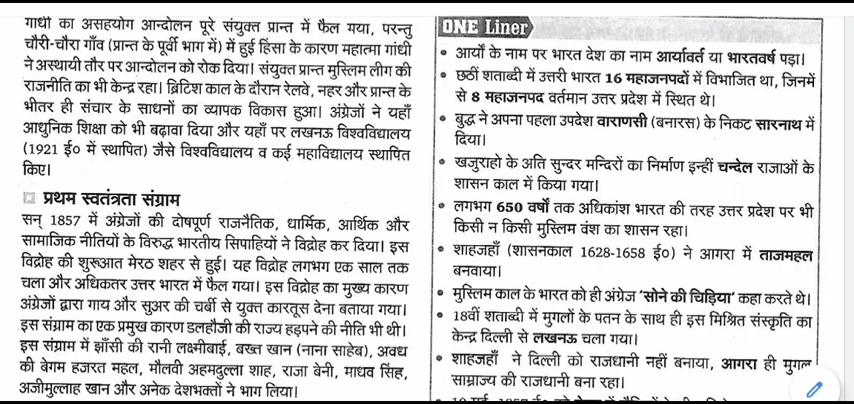 गांधी का असहयोग आन्दोलन पूरे संयुक्त प्रान्त में फैल गया, परन्तु
चौरी-चौरा गाँव (प्रान्त के पूर्वी भाग में) में हुई हिंसा के कारण महात्मा गांधी
ने अस्थायी तौर पर आन्दोलन को रोक दिया। संयुक्त प्रान्त मुस्लिम लीग की
राजनीति का भी केन्द्र रहा। ब्रिटिश काल के दौरान रेलवे, नहर और प्रान्त के
भीतर ही संचार के साधनों का व्यापक विकास हुआ। अंग्रेजों ने यहाँ
आधुनिक शिक्षा को भी बढ़ावा दिया और यहाँ पर लखनऊ विश्वविद्यालय
(1921 ई० में स्थापित) जैसे विश्वविद्यालय व कई महाविद्यालय स्थापित
किए।
प्रथम स्वतंत्रता संग्राम
सन् 1857 में अंग्रेजों की दोषपूर्ण राजनैतिक, धार्मिक, आर्थिक और
सामाजिक नीतियों के विरुद्ध भारतीय सिपाहियों ने विद्रोह कर दिया। इस
विद्रोह की शुरूआत मेरठ शहर से हुई। यह विद्रोह लगभग एक साल तक
चला और अधिकतर उत्तर भारत में फैल गया। इस विद्रोह का मुख्य कारण
अंग्रेजों द्वारा गाय और सुअर की चर्बी से युक्त कारतूस देना बताया गया।
इस संग्राम का एक प्रमुख कारण डलहौजी की राज्य हड़पने की नीति भी थी।
इस संग्राम में झाँसी की रानी लक्ष्मीबाई, बख्त खान (नाना साहेब), अवध
की बेगम हजरत महल, मौलवी अहमदुल्ला शाह, राजा बेनी, माधव सिंह,
अजीमुल्लाह खान और अनेक देशभक्तों ने भाग लिया।
ONE Liner
• आर्यों के नाम पर भारत देश का नाम आर्यावर्त या भारतवर्ष पड़ा।
• छठीं शताब्दी में उत्तरी भारत 16 महाजनपदों में विभाजित था, जिनमें
से 8 महाजनपद वर्तमान उत्तर प्रदेश में स्थित थे।
• बुद्ध ने अपना पहला उपदेश वाराणसी (बनारस) के निकट सारनाथ में
दिया।
• खजुराहो के अति सुन्दर मन्दिरों का निर्माण इन्हीं चन्देल राजाओं के
शासन काल में किया गया।
• लगभग 650 वर्षों तक अधिकांश भारत की तरह उत्तर प्रदेश पर भी
किसी न किसी मुस्लिम वंश का शासन रहा।
• शाहजहाँ (शासनकाल 1628-1658 ई०) ने आगरा में ताजमहल
बनवाया।
• मुस्लिम काल के भारत को ही अंग्रेज 'सोने की चिड़िया' कहा करते थे।
• 18वीं शताब्दी में मुगलों के पतन के साथ ही इस मिश्रित संस्कृति का
केन्द्र दिल्ली से लखनऊ चला गया।
• शाहजहाँ ने दिल्ली को राजधानी नहीं बनाया, आगरा ही मुगल
साम्राज्य की राजधानी बना रहा।